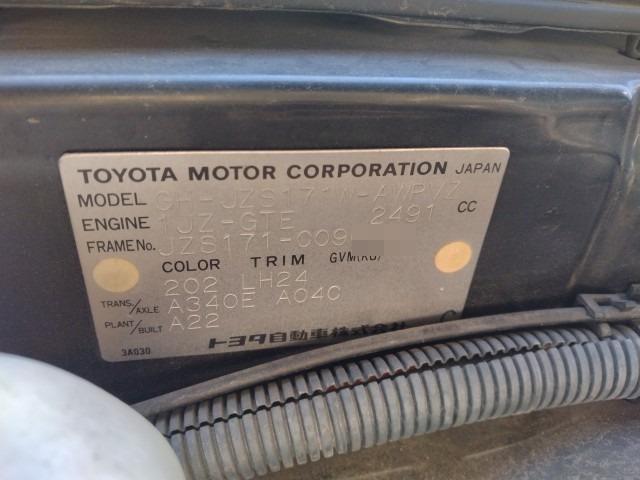 TOYOTA MOTOR CORPORATION JAPAN
MODEL GH-JZS171W-AWPVZ
ENGINE 1JZ-GTE 2491 CC
FRAME No. JZS171-009
COLOR TRIM GVM(KG)
202 LH24
TRANS./AXLE A340E A04C
PLANT/BUILT A22
3A030 トヨタ自動車株式会社